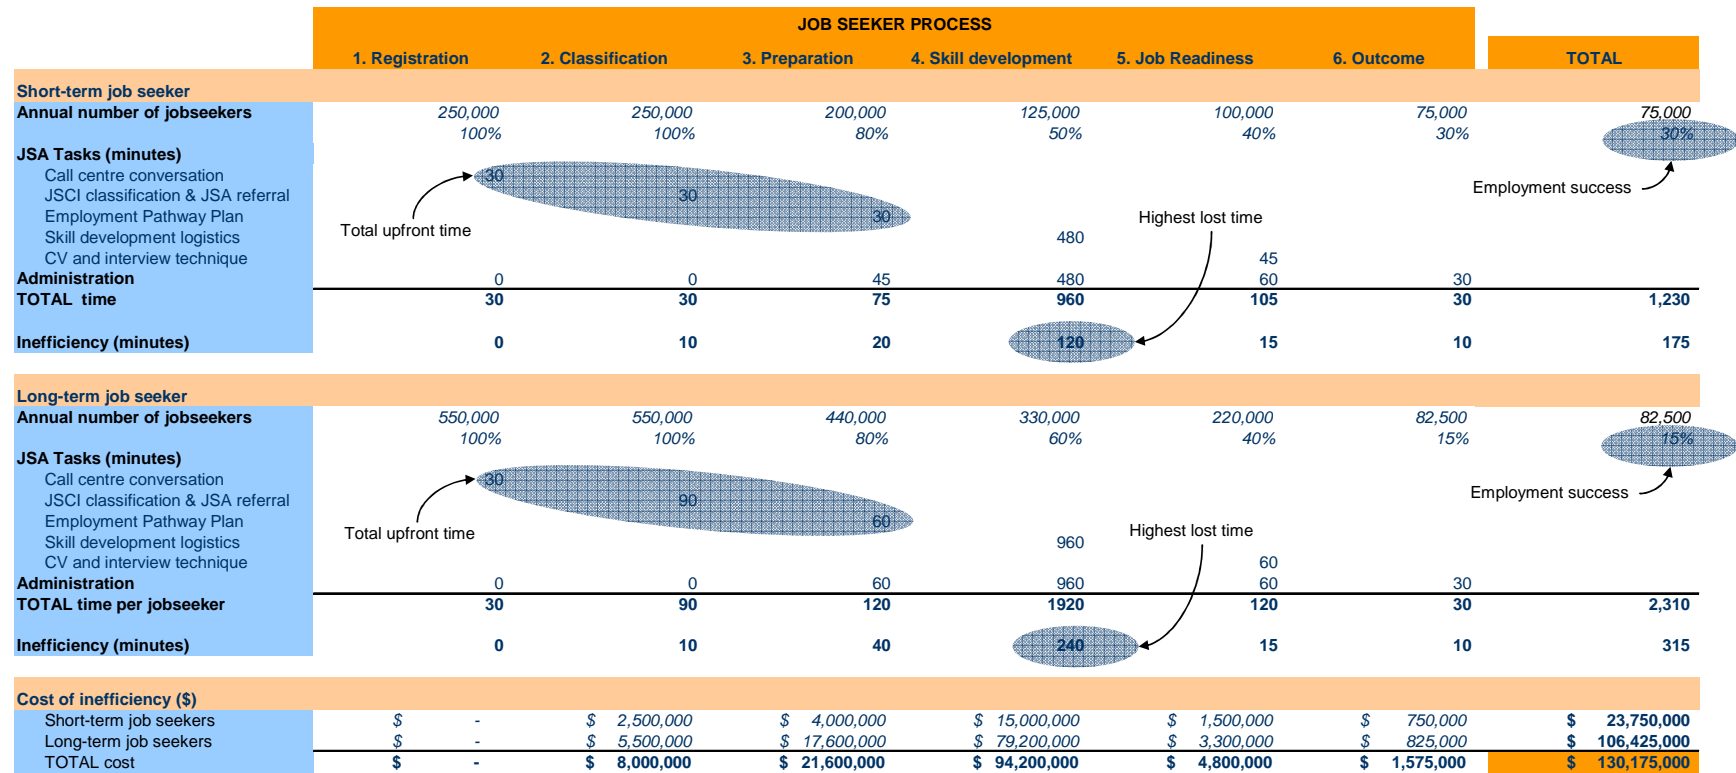 JOB SEEKER PROCESS
1. Registration 2. Classification 3. Preparation 4. Skill development 5. Job Readiness 6. Outcome TOTAL
Short-term job seeker
Annual number of jobseekers 250,000 250,000 200,000 125,000 100,000 75,000 75,000
100% 100% 80% 50% 40% 30% 30%
JSA Tasks (minutes)
Call centre conversation 30
Employment success
JSCI classification & JSA referral 30
Employment Pathway Plan 30
Highest lost time
Total upfront time
Skill development logistics 480
CV and interview technique 45
Administration 0 0 45 480 60 30
TOTAL time 30 30 75 960 105 30 1,230
Inefficiency (minutes) 0 10 20 120 15 10 175
Long-term job seeker
Annual number of jobseekers 550,000 550,000 440,000 330,000 220,000 82,500 82,500
100% 100% 80% 60% 40% 15% 15%
JSA Tasks (minutes)
Call centre conversation 30
Employment success
JSCI classification & JSA referral 90
Employment Pathway Plan 60
Highest lost time
Total upfront time
Skill development logistics 960
CV and interview technique 60
Administration 0 0 60 960 60 30
TOTAL time per jobseeker 30 90 120 1920 120 30 2,310
Inefficiency (minutes) 0 10 40 240 15 10 315
Cost of inefficiency ($)
Short-term job seekers $ - $ 2,500,000 $ 4,000,000 $ 15,000,000 $ 1,500,000 $ 750,000 $ 23,750,000
Long-term job seekers $ - $ 5,500,000 $ 17,600,000 $ 79,200,000 $ 3,300,000 $ 825,000 $ 106,425,000
TOTAL cost $ - $ 8,000,000 $ 21,600,000 $ 94,200,000 $ 4,800,000 $ 1,575,000 $ 130,175,000